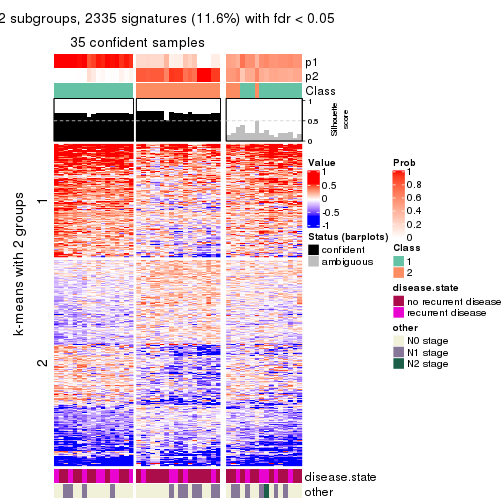 2 subgroups, 2335 signatures (11.6%) with fdr < 0.05
35 confident samples
p1
p2
Class
1
0.5
0
Silhouette
score
k-means with 2 groups
1
2
disease.state
other
Value
1
0.5
0
-0.5
-1
Status (barplots)
confident
ambiguous
Prob
1
0.8
0.6
0.4
0.2
0
Class
1
2
disease.state
no recurrent disease
recurrent disease
other
N0 stage
N1 stage
N2 stage